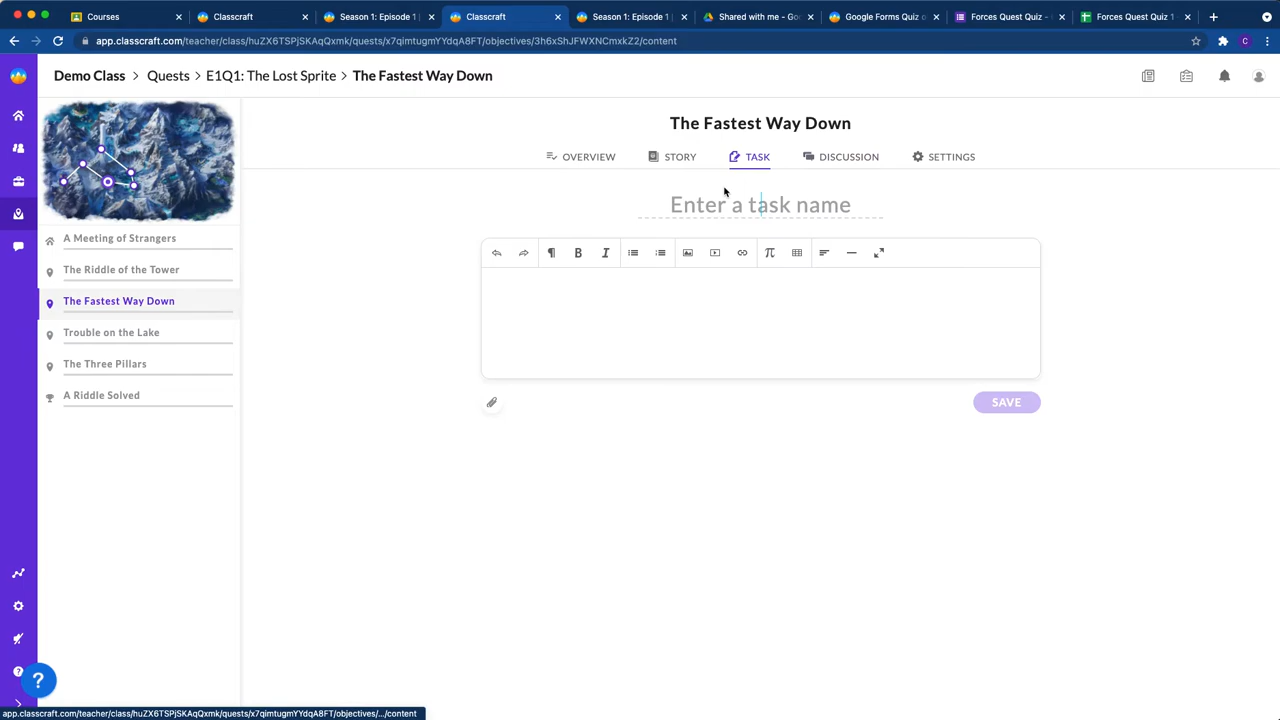 Courses
Classcraft
Season 1: Episode 1
Classcraft
Season 1: Episode 1
Shared with me - Goo
Google Forms Quiz o
Forces Quest Quiz -
Forces Quest Quiz 1
app.classcraft.com/teacher/class/huZX6TSPjSKAqQxmk/quests/x7qimtugmYYdqA8FT/objectives/3h6xShJFWXNCmxkZ2/content
C
Demo Class > Quests > E1Q1: The Lost Sprite > The Fastest Way Down
The Fastest Way Down
OVERVIEW
STORY
TASK
DISCUSSION
SETTINGS
Enter a task name
A Meeting of Strangers
The Riddle of the Tower
The Fastest Way Down
Trouble on the Lake
The Three Pillars
A Riddle Solved
SAVE
app.classcraft.com/teacher/class/huZX6TSPjSKAqQxmk/quests/x7qimtugmYYdqA8FT/objectives/.../content